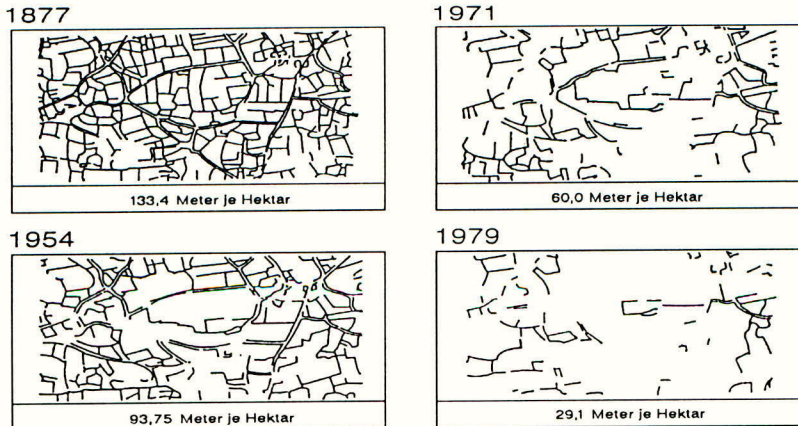 1877
133,4 Meter je Hektar
1954
93,75 Meter je Hektar
1971
60,0 Meter je Hektar
1979
29,1 Meter je Hektar